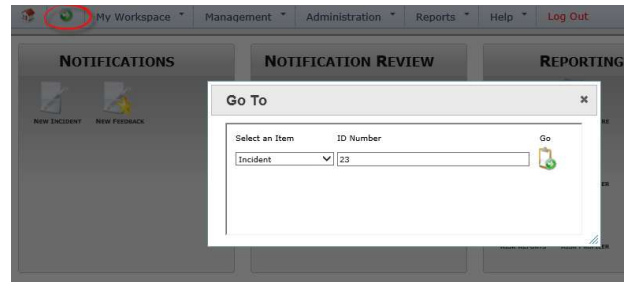 My Workspace Management Administration Reports Help Log Out
NOTIFICATIONS NOTIFICATION REVIEW REPORTING
NEW INCIDENT NEW FEEDBACK
Go To
Select an Item ID Number Go
Incident 23